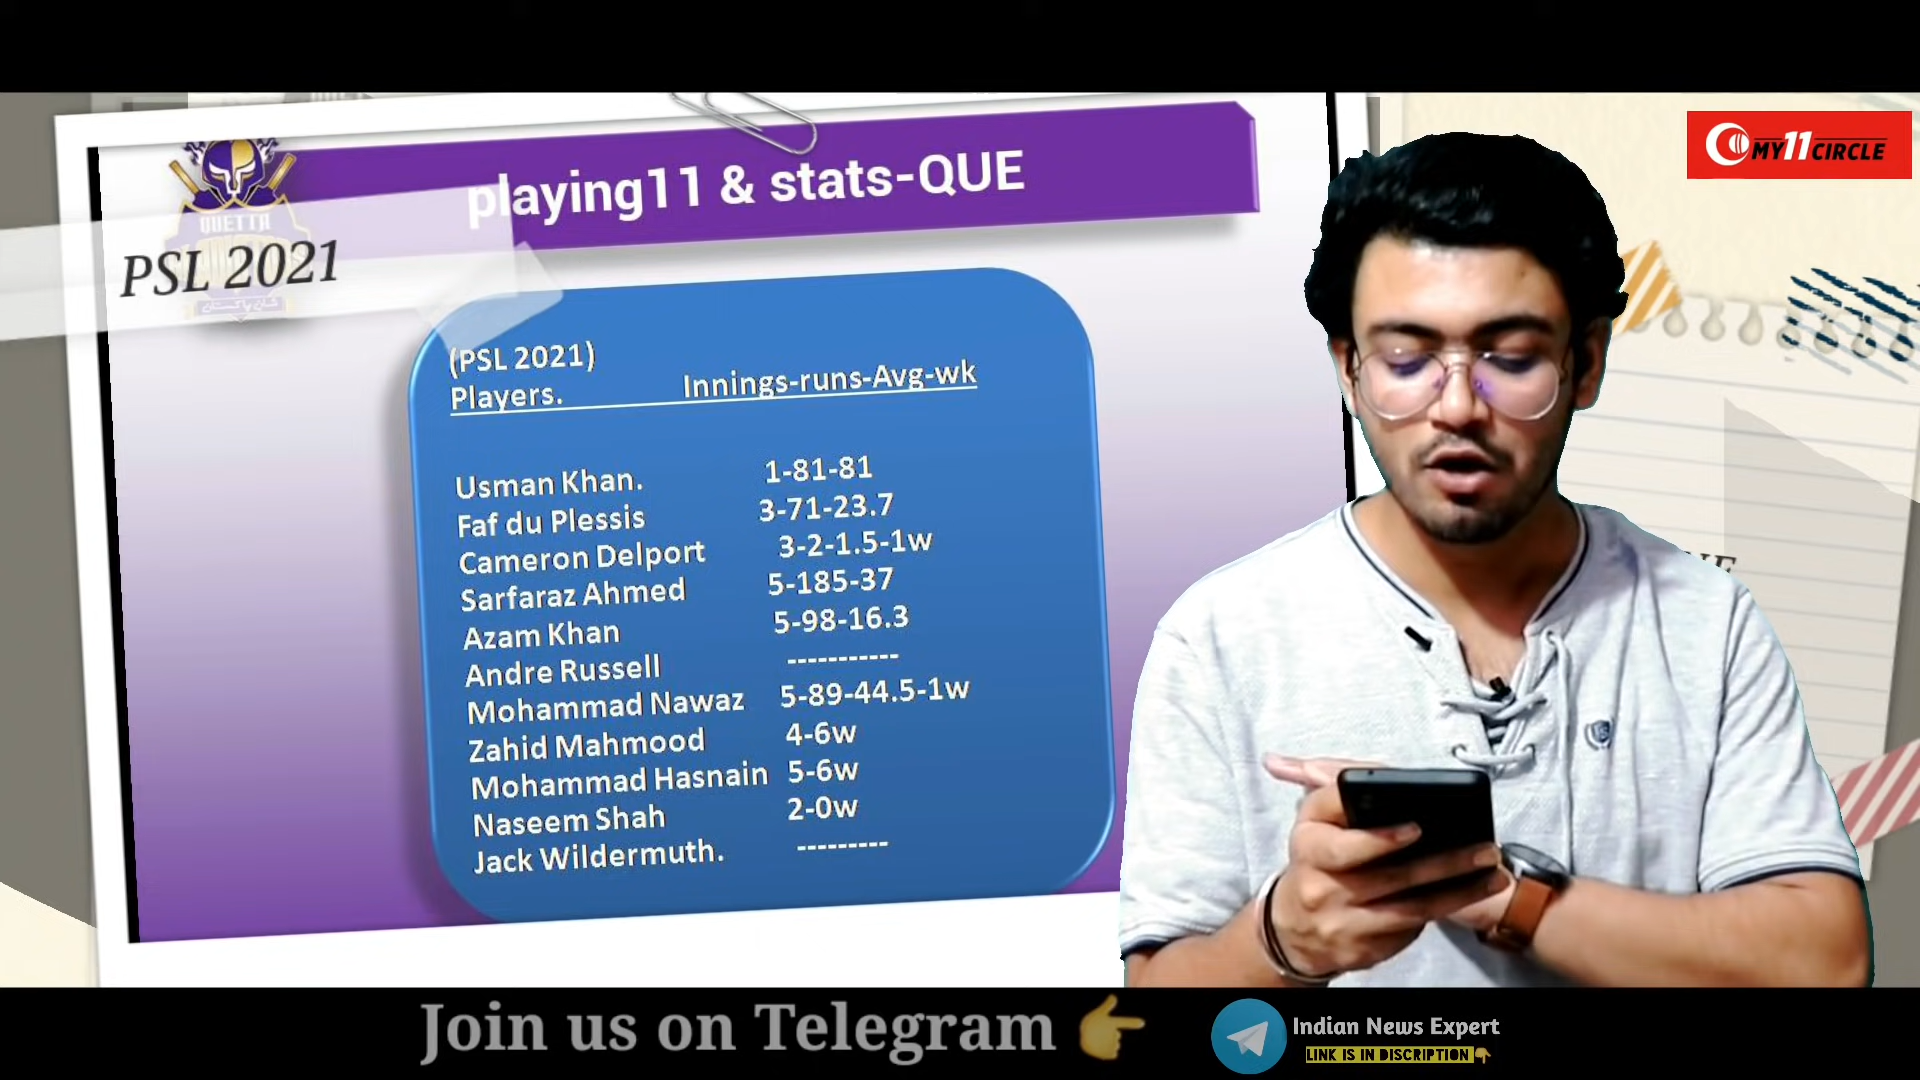 MY11CIRCLE
playing11 & stats-QUE
QUETTA
PSL 2021
(PSL 2021)
Players. Innings-runs-Avg-wk
Usman Khan. 1-81-81
Faf du Plessis 3-71-23.7
Cameron Delport 3-2-1.5-1w
Sarfaraz Ahmed 5-185-37
Azam Khan 5-98-16.3
Andre Russell -----------
Mohammad Nawaz 5-89-44.5-1w
Zahid Mahmood 4-6w
Mohammad Hasnain 5-6w
Naseem Shah 2-0w
Jack Wildermuth. ---------
Join us on Telegram 👉
Indian News Expert
LINK IS IN DISCRIPTION 👇